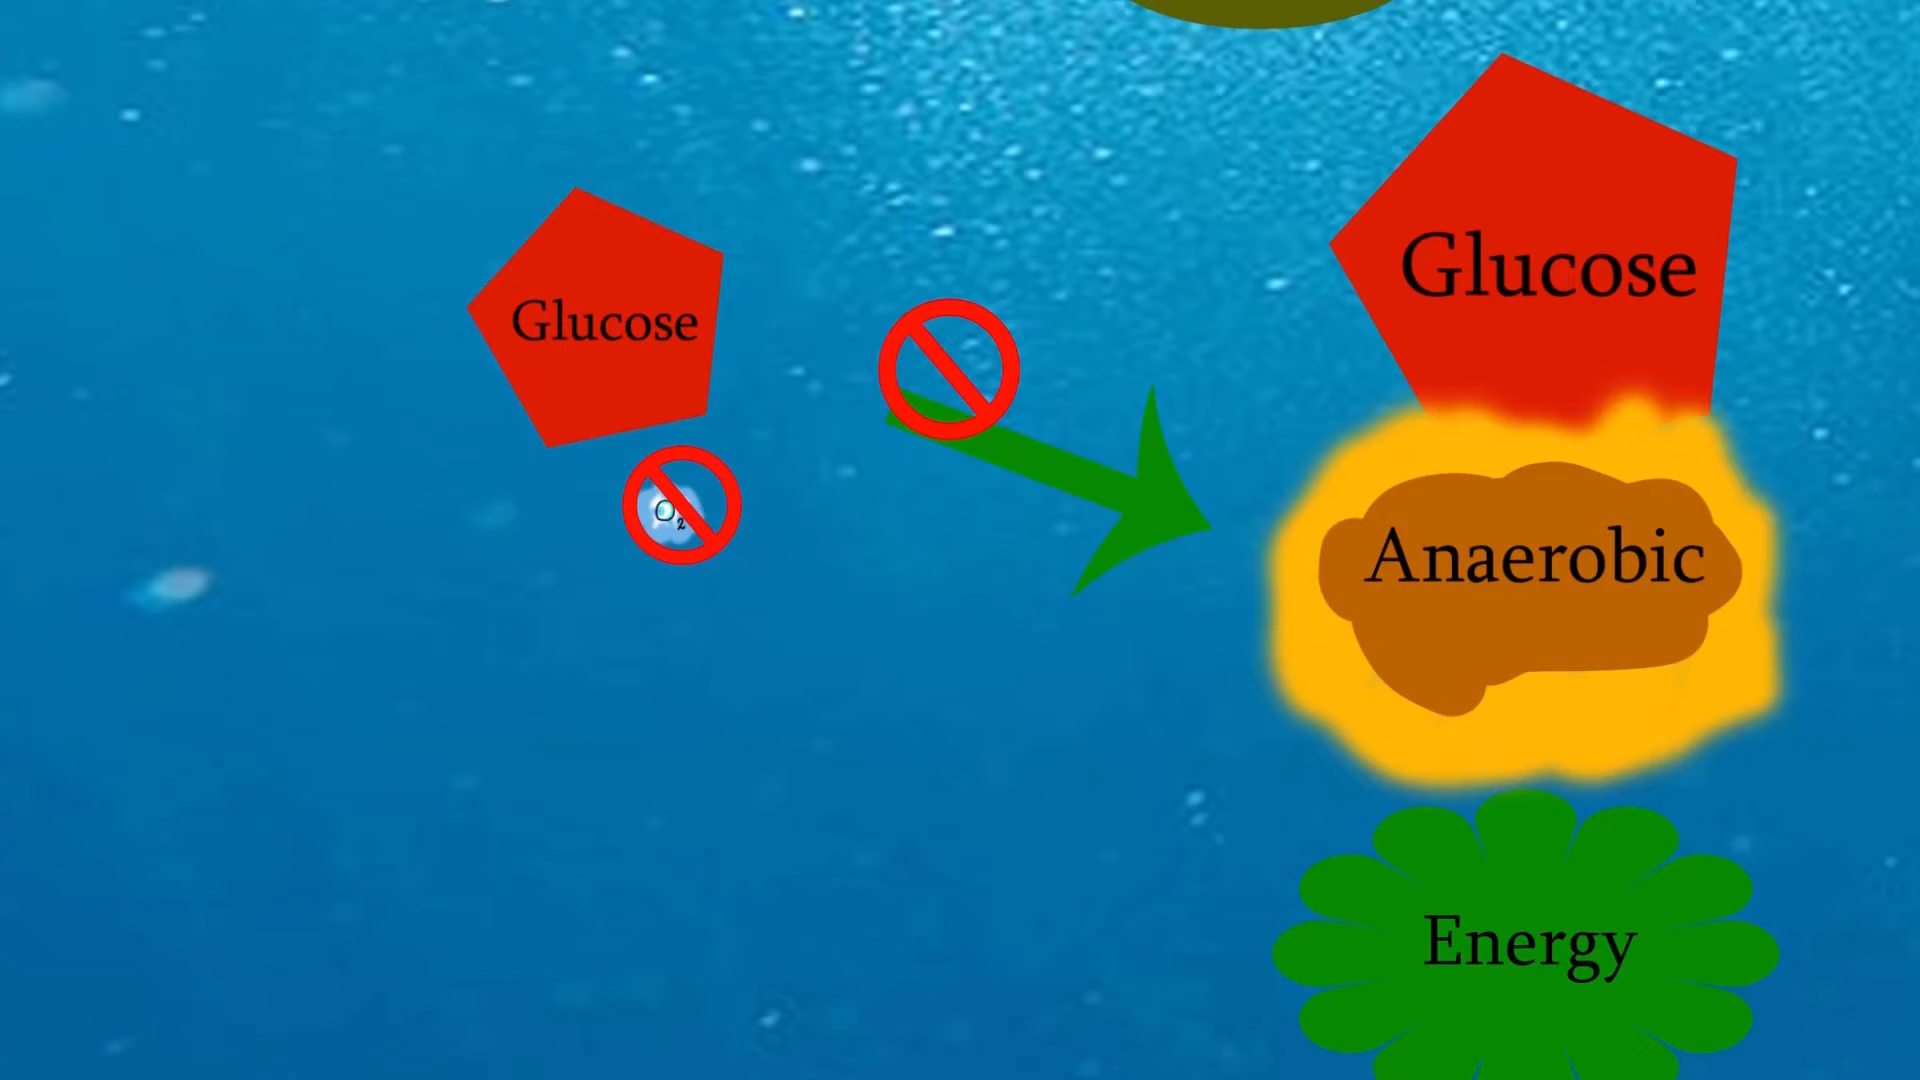 Glucose
O₂
Glucose
Anaerobic
Energy